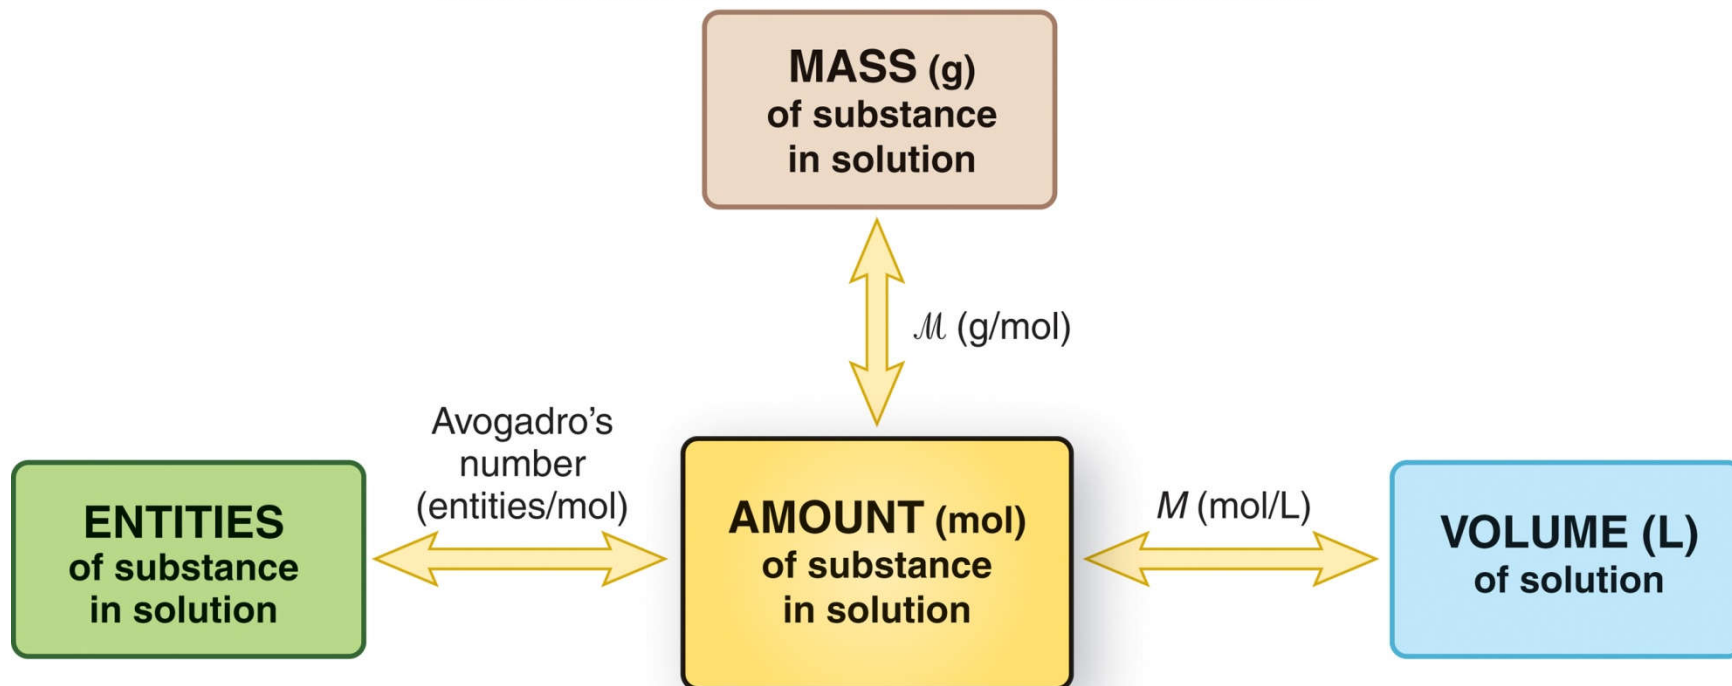 MASS (g)
of substance
in solution
ℳ (g/mol)
Avogadro's
number
(entities/mol)
ENTITIES
of substance
in solution
AMOUNT (mol)
of substance
in solution
M (mol/L)
VOLUME (L)
of solution